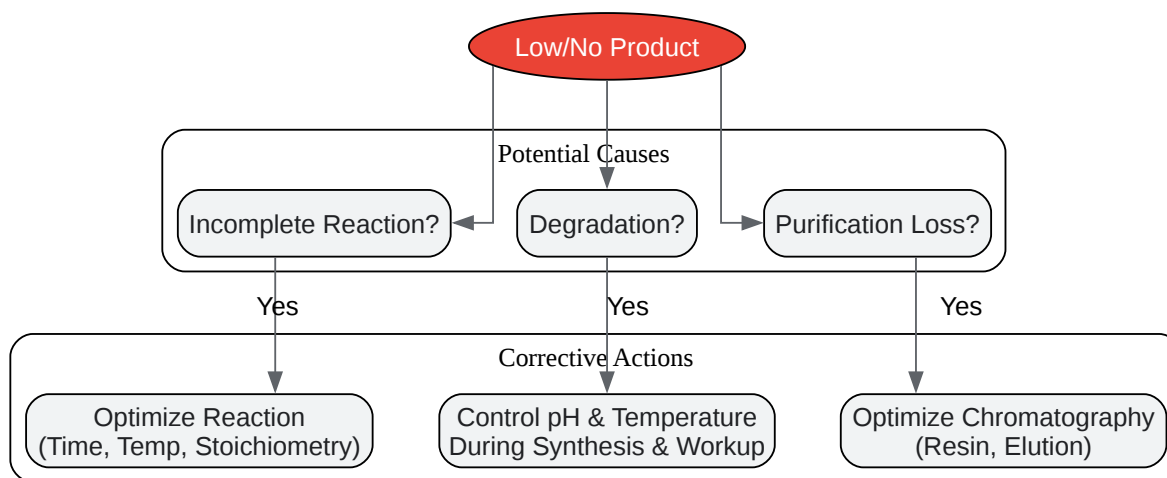 Low/No Product
Potential Causes
Incomplete Reaction?
Degradation?
Purification Loss?
Yes
Yes
Yes
Corrective Actions
Optimize Reaction
(Time, Temp, Stoichiometry)
Control pH & Temperature
During Synthesis & Workup
Optimize Chromatography
(Resin, Elution)